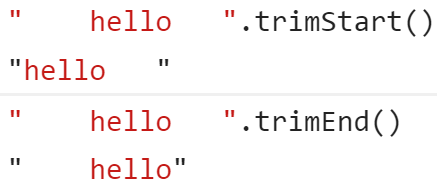 "    hello   ".trimStart()
"hello   "
"    hello   ".trimEnd()
"    hello"